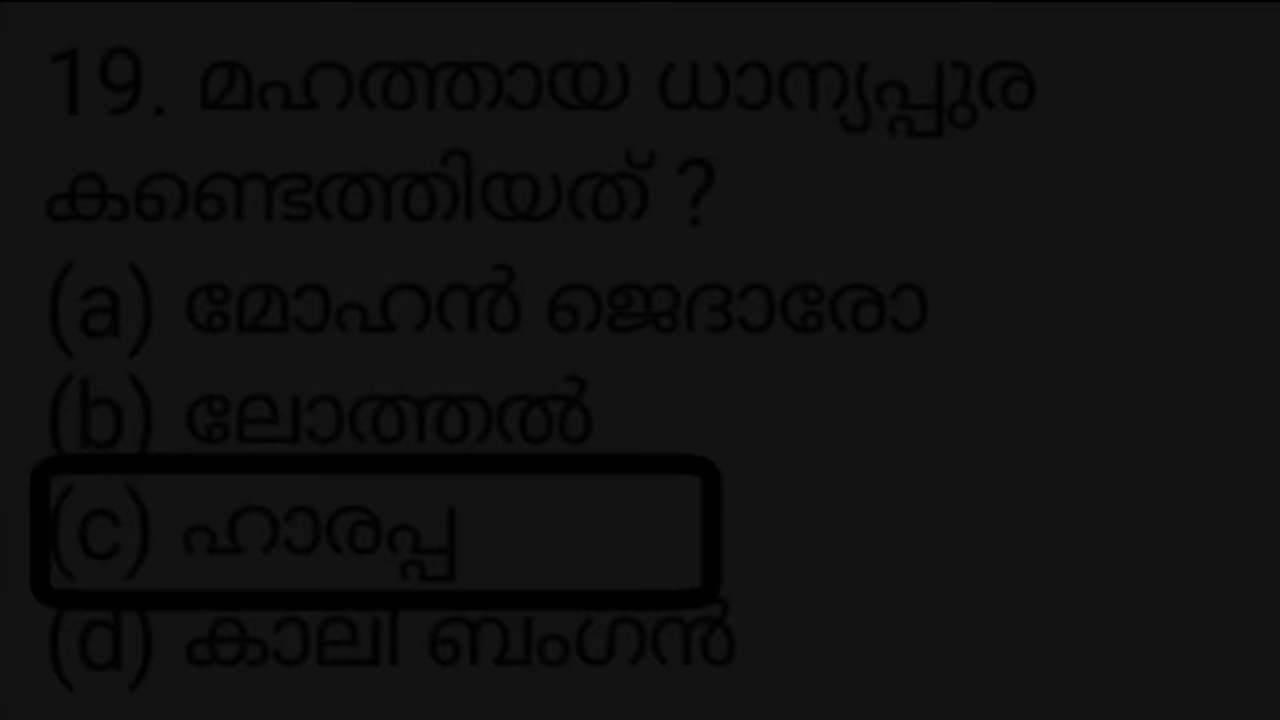 19. മഹത്തായ ധാന്യപ്പുര
കണ്ടെത്തിയത് ?
(a) മോഹൻ ജെദാരോ
(b) ലോത്തൽ
(c) ഹാരപ്പ
(d) കാലി ബംഗൻ